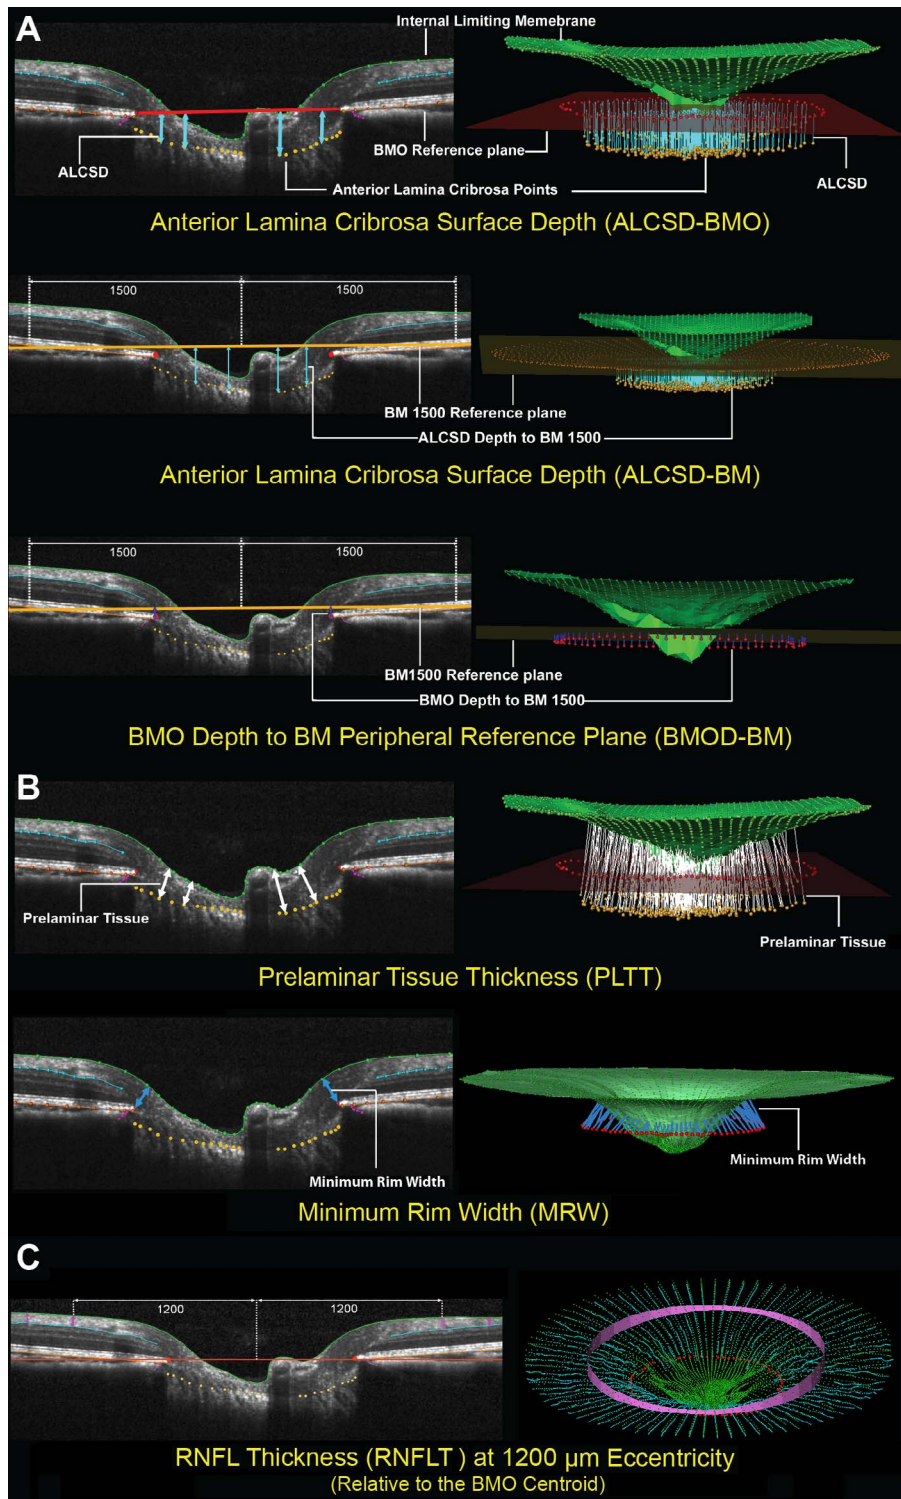 A
Internal Limiting Memebrane
BMO Reference plane
ALCSD
ALCSD
Anterior Lamina Cribrosa Points
Anterior Lamina Cribrosa Surface Depth (ALCSD-BMO)
1500 1500
BM 1500 Reference plane
ALCSD Depth to BM 1500
Anterior Lamina Cribrosa Surface Depth (ALCSD-BM)
1500 1500
BM1500 Reference plane
BMO Depth to BM 1500
BMO Depth to BM Peripheral Reference Plane (BMOD-BM)
B
Prelaminar Tissue
Prelaminar Tissue
Prelaminar Tissue Thickness (PLTT)
Minimum Rim Width
Minimum Rim Width
Minimum Rim Width (MRW)
C
1200 1200
RNFL Thickness (RNFLT ) at 1200 µm Eccentricity
(Relative to the BMO Centroid)